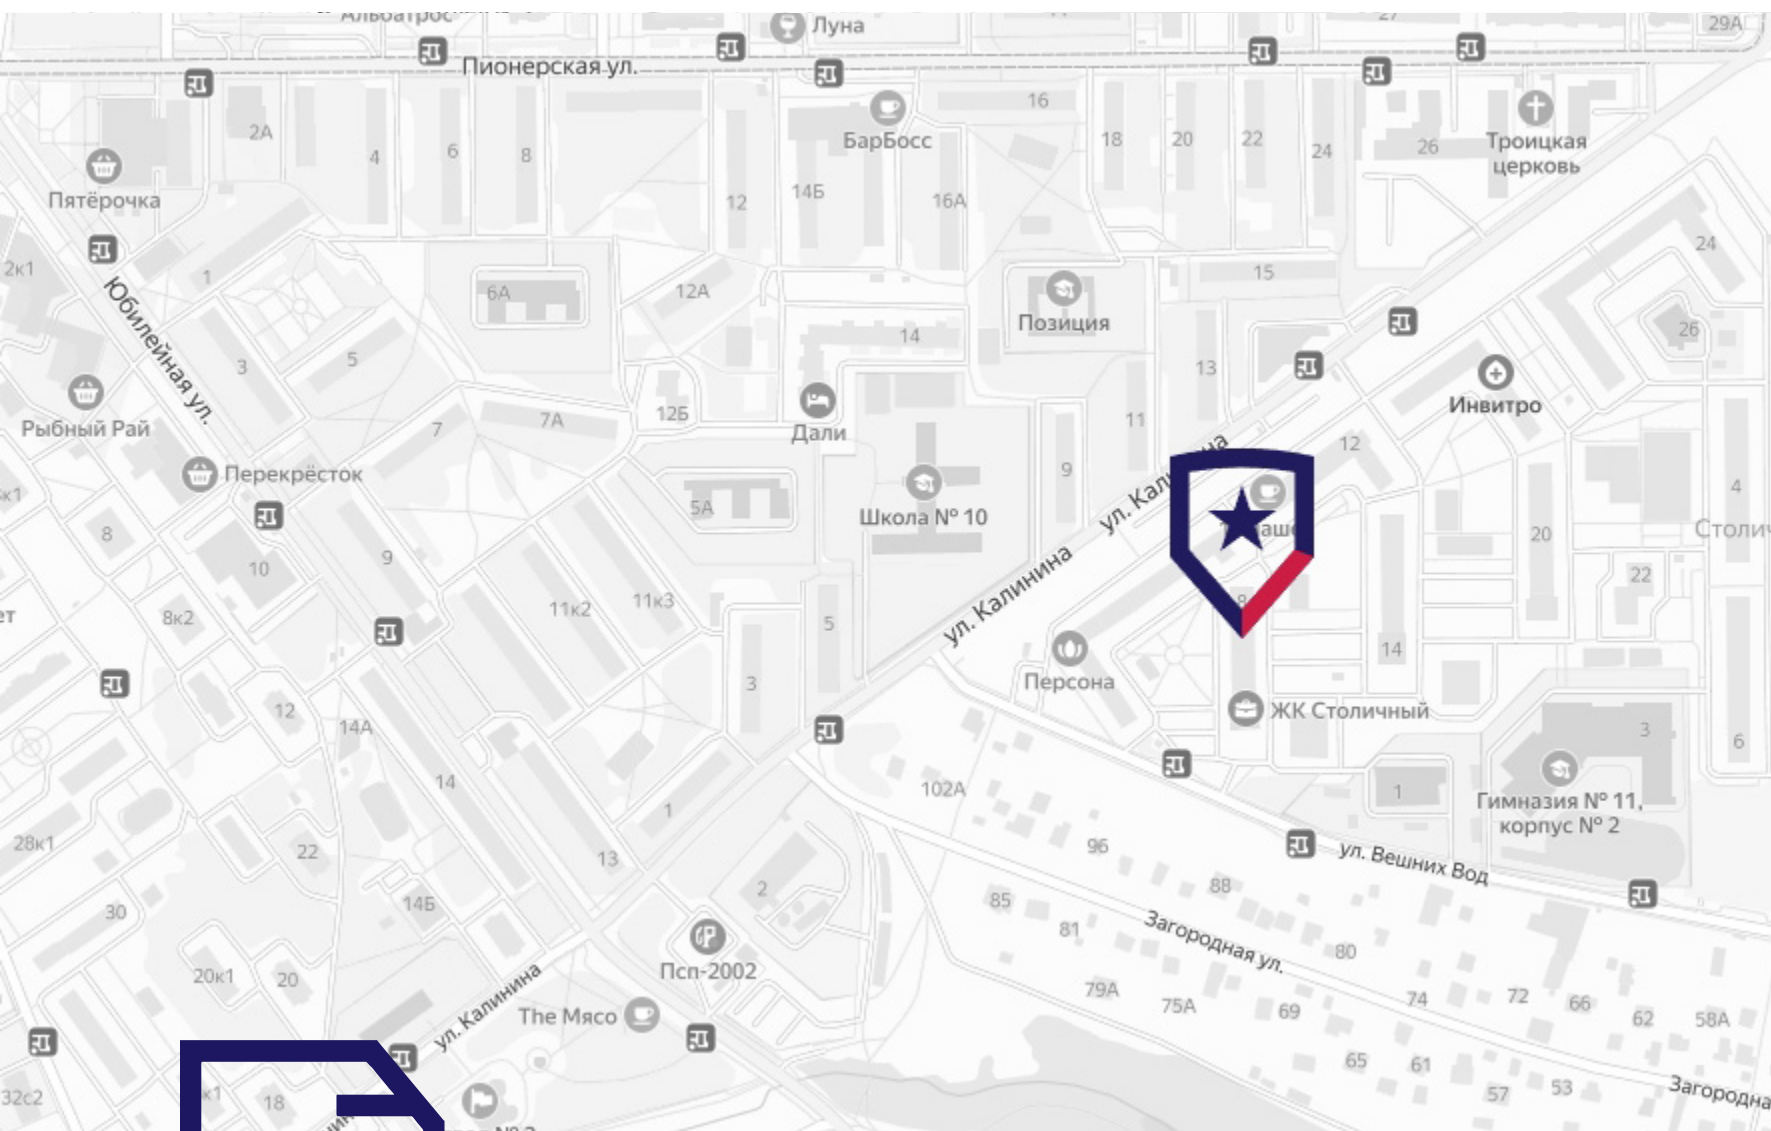 Альбатрос
Луна
27
29А
Пионерская ул.
16
БарБосс
2А
4
6
8
12
14Б
16А
18
20
22
24
26
Троицкая
церковь
Пятёрочка
2к1
1
Юбилейная ул.
6А
12А
15
24
Позиция
26
14
3
5
13
Инвитро
12Б
Дали
7А
7
11
12
Рыбный Рай
Перекрёсток
9
ул. Калинина
4
5А
Школа № 10
Столич
8
9
10
20
22
11к2
11к3
5
ул. Калинина
8
8к2
14
3
Персона
12
14А
ЖК Столичный
3
6
14
102А
1
Гимназия № 11,
корпус № 2
1
28к1
22
13
96
ул. Вешних Вод
2
88
85
30
14Б
81
Загородная ул.
80
Псп-2002
20к1
20
79А
75А
69
74
72
66
62
58А
ул. Калинина
The Мясо
65
61
57
53
Загородна
32с2
к1
18